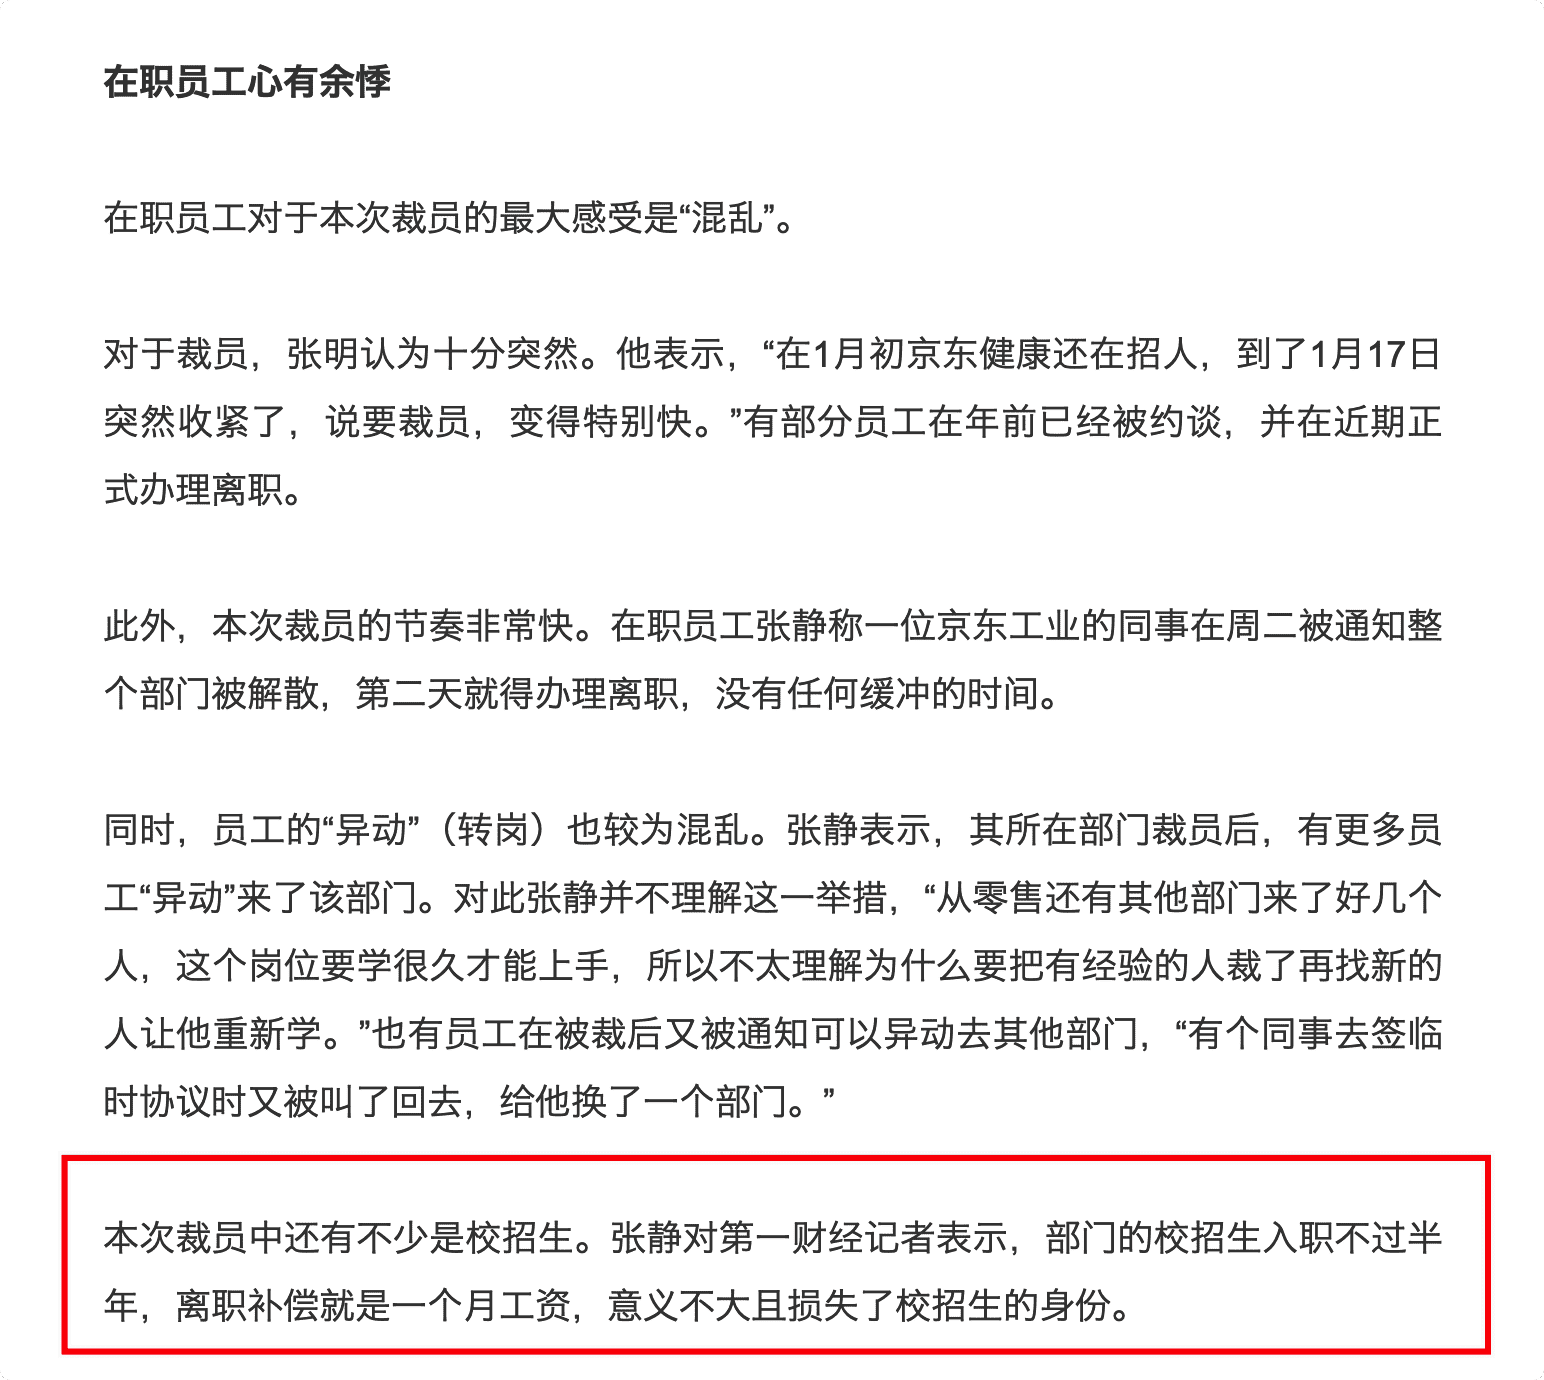 在职员工心有余悸
在职员工对于本次裁员的最大感受是“混乱”。
对于裁员，张明认为十分突然。他表示，“在1月初京东健康还在招人，到了1月17日
突然收紧了，说要裁员，变得特别快。”有部分员工在年前已经被约谈，并在近期正
式办理离职。
此外，本次裁员的节奏非常快。在职员工张静称一位京东工业的同事在周二被通知整
个部门被解散，第二天就得办理离职，没有任何缓冲的时间。
同时，员工的“异动”（转岗）也较为混乱。张静表示，其所在部门裁员后，有更多员
工“异动”来了该部门。对此张静并不理解这一举措，“从零售还有其他部门来了好几个
人，这个岗位要学很久才能上手，所以不太理解为什么要把有经验的人裁了再找新的
人让他重新学。”也有员工在被裁后又被通知可以异动去其他部门，“有个同事去签临
时协议时又被叫了回去，给他换了一个部门。”
本次裁员中还有不少是校招生。张静对第一财经记者表示，部门的校招生入职不过半
年，离职补偿就是一个月工资，意义不大且损失了校招生的身份。